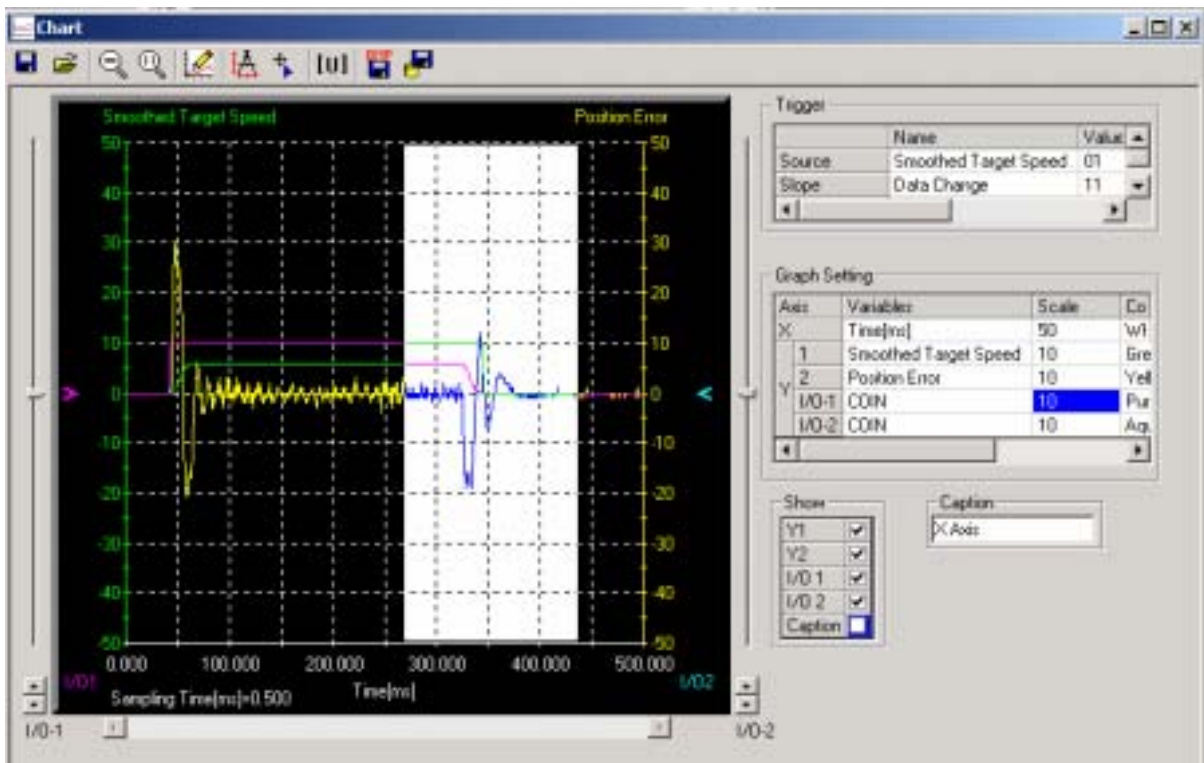 Chart
[U]
Smoothed Target Speed
Position Error
50
40
30
20
10
0
-10
-20
-30
-40
-50
50
40
30
20
10
0
-10
-20
-30
-40
-50
0.000 100.000 200.000 300.000 400.000 500.000
I/O1
Time[ms]
I/O2
Sampling Time[ms]=0.500
I/O-1
I/O-2
Trigger
Name Value
Source Smoothed Target Speed 01
Slope Data Change 11
Graph Setting
Axis Variables Scale Co
X Time[ms] 50 Wh
Y
1 Smoothed Target Speed 10 Gre
2 Position Error 10 Yell
I/O-1 COIN 10 Pur
I/O-2 COIN 10 Aqu
Show
Y1
Y2
I/O 1
I/O 2
Caption
Caption
X Axis